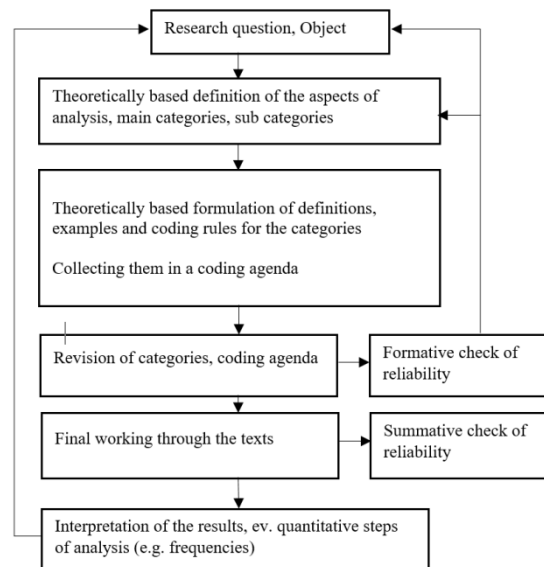 Research question, Object
Theoretically based definition of the aspects of
analysis, main categories, sub categories
Theoretically based formulation of definitions,
examples and coding rules for the categories
Collecting them in a coding agenda
Revision of categories, coding agenda
Formative check of
reliability
Final working through the texts
Summative check of
reliability
Interpretation of the results, ev. quantitative steps
of analysis (e.g. frequencies)